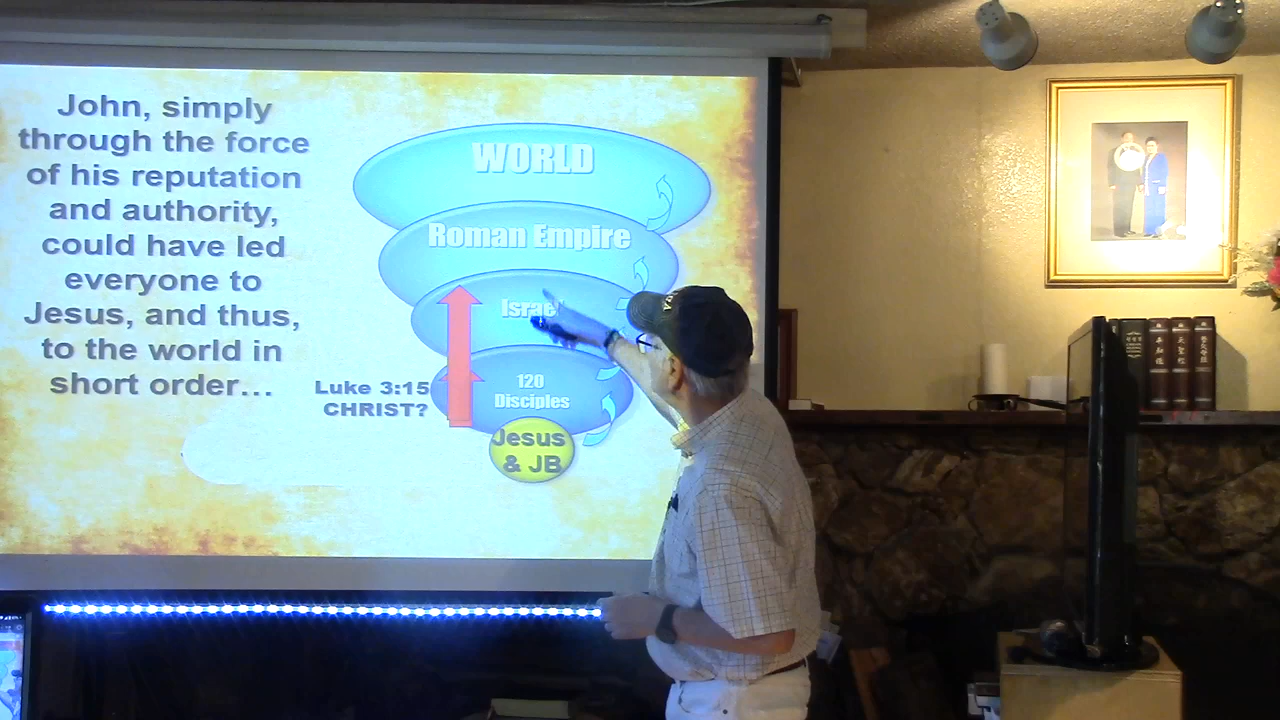 John, simply
through the force
of his reputation
and authority,
could have led
everyone to
Jesus, and thus,
to the world in
short order…
WORLD
Roman Empire
Israel
120
Disciples
Luke 3:15
CHRIST?
Jesus
& JB